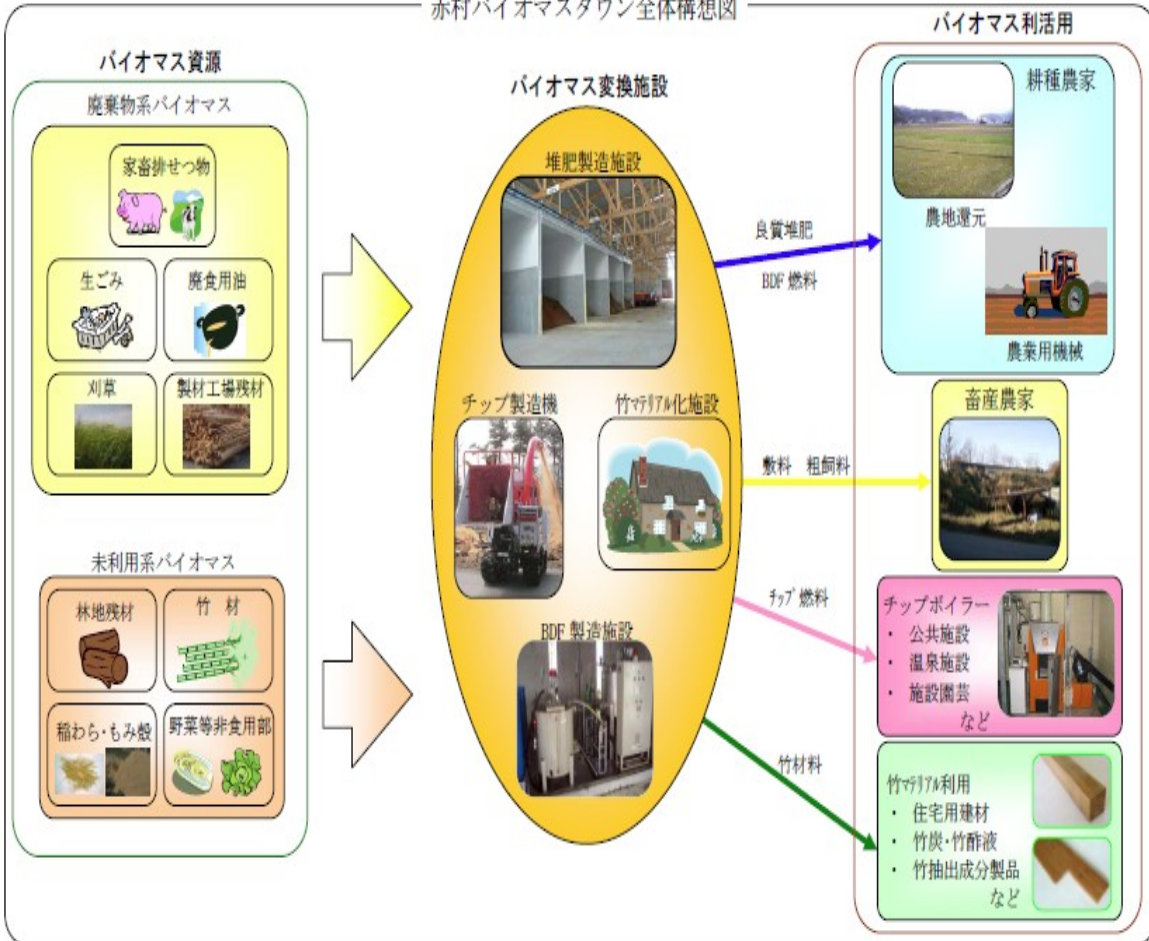 赤村バイオマスタウン全体構想図
バイオマス資源
廃棄物系バイオマス
家畜排せつ物
生ごみ
廃食用油
刈草
製材工場残材
未利用系バイオマス
林地残材
竹 材
稲わら・もみ殻
野菜等非食用部
バイオマス変換施設
堆肥製造施設
チップ製造機
竹マテリアル化施設
BDF 製造施設
良質堆肥
BDF 燃料
敷料 粗飼料
チップ燃料
竹材料
バイオマス利活用
耕種農家
農地還元
農業用機械
畜産農家
チップボイラー
・ 公共施設
・ 温泉施設
・ 施設園芸
など
竹マテリアル利用
・ 住宅用建材
・ 竹炭・竹酢液
・ 竹抽出成分製品
など